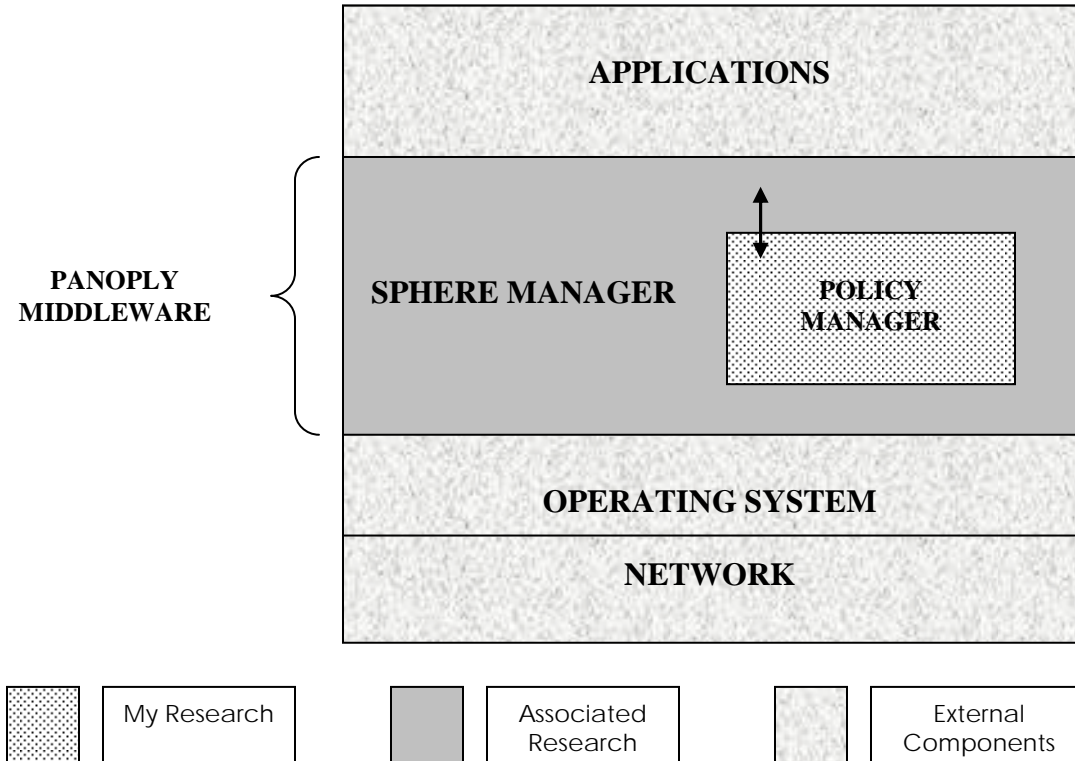 APPLICATIONS
PANOPLY
MIDDLEWARE
SPHERE MANAGER
POLICY
MANAGER
OPERATING SYSTEM
NETWORK
My Research
Associated
Research
External
Components